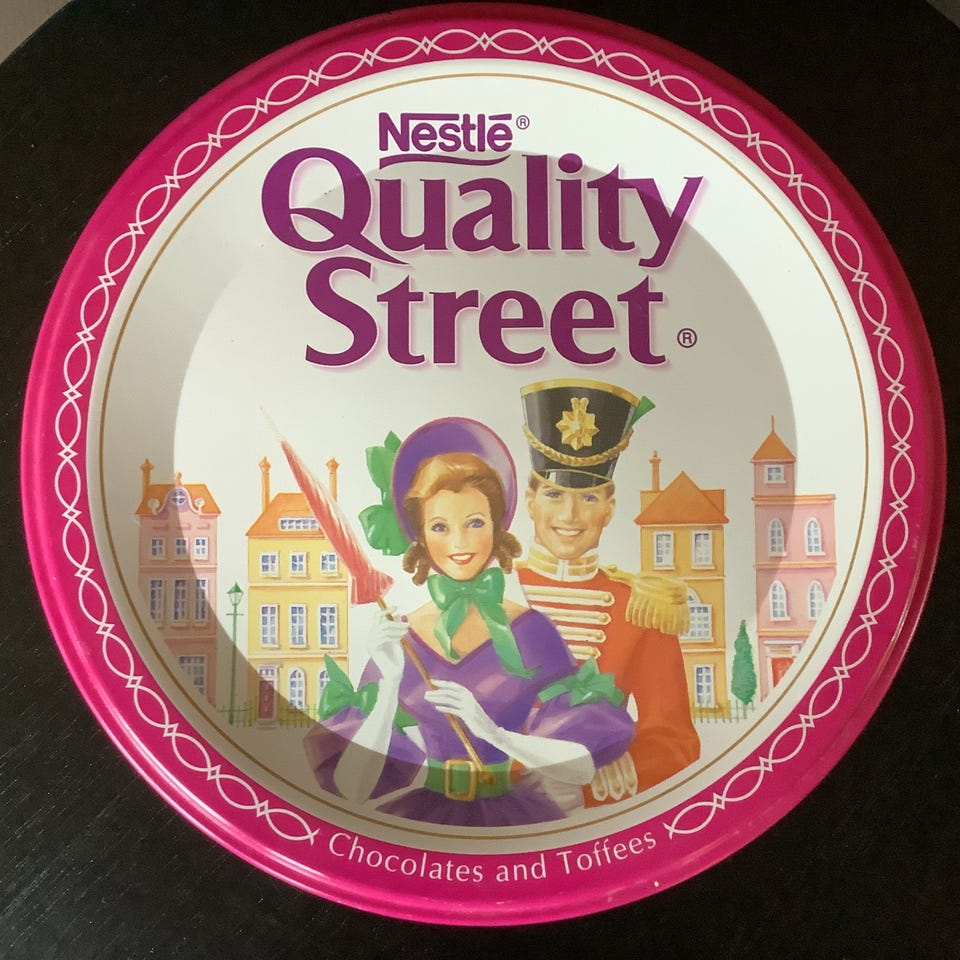 Nestlé®
Quality
Street®
Chocolates and Toffees